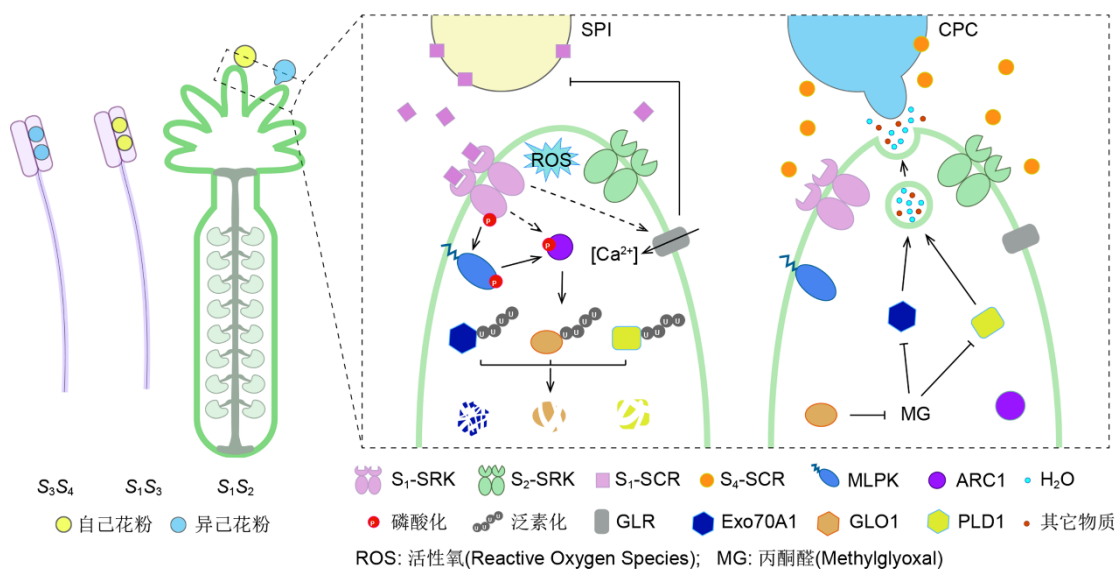 SPI
CPC
ROS
P
P
P
[Ca²⁺]
U U U U
U U U U
U U U U
MG
S₃S₄ S₁S₃ S₁S₂
自己花粉 异己花粉
S₁-SRK S₂-SRK S₁-SCR S₄-SCR MLPK ARC1 H₂O
P 磷酸化 U U U U 泛素化 GLR Exo70A1 GLO1 PLD1 其它物质
ROS: 活性氧(Reactive Oxygen Species); MG: 丙酮醛(Methylglyoxal)